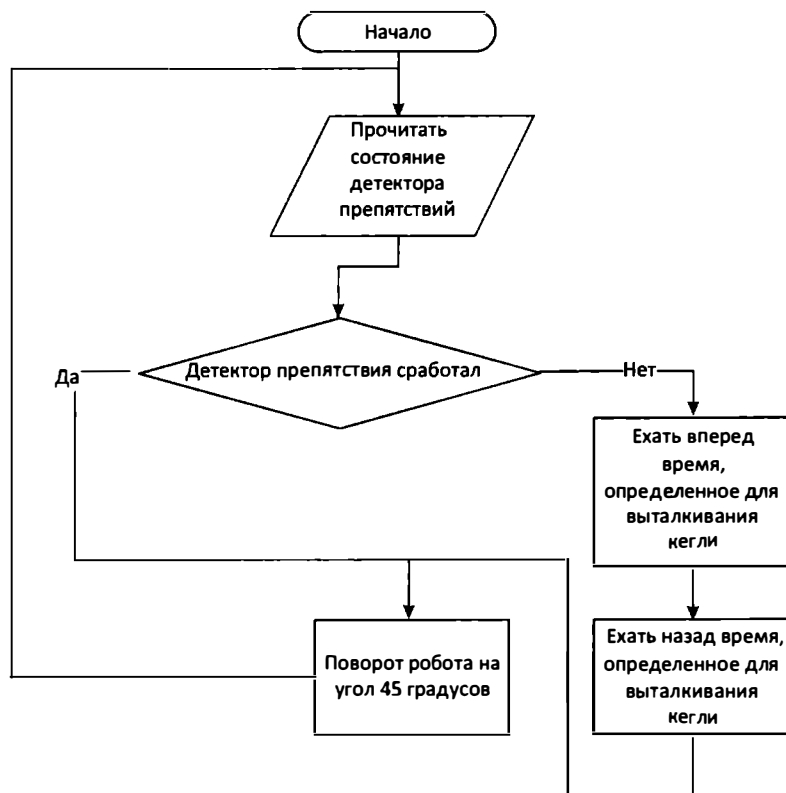 Начало
Прочитать
состояние
детектора
препятствий
Детектор препятствия сработал
Да
Нет
Ехать вперед
время,
определенное для
выталкивания
кегли
Ехать назад время,
определенное для
выталкивания
кегли
Поворот робота на
угол 45 градусов